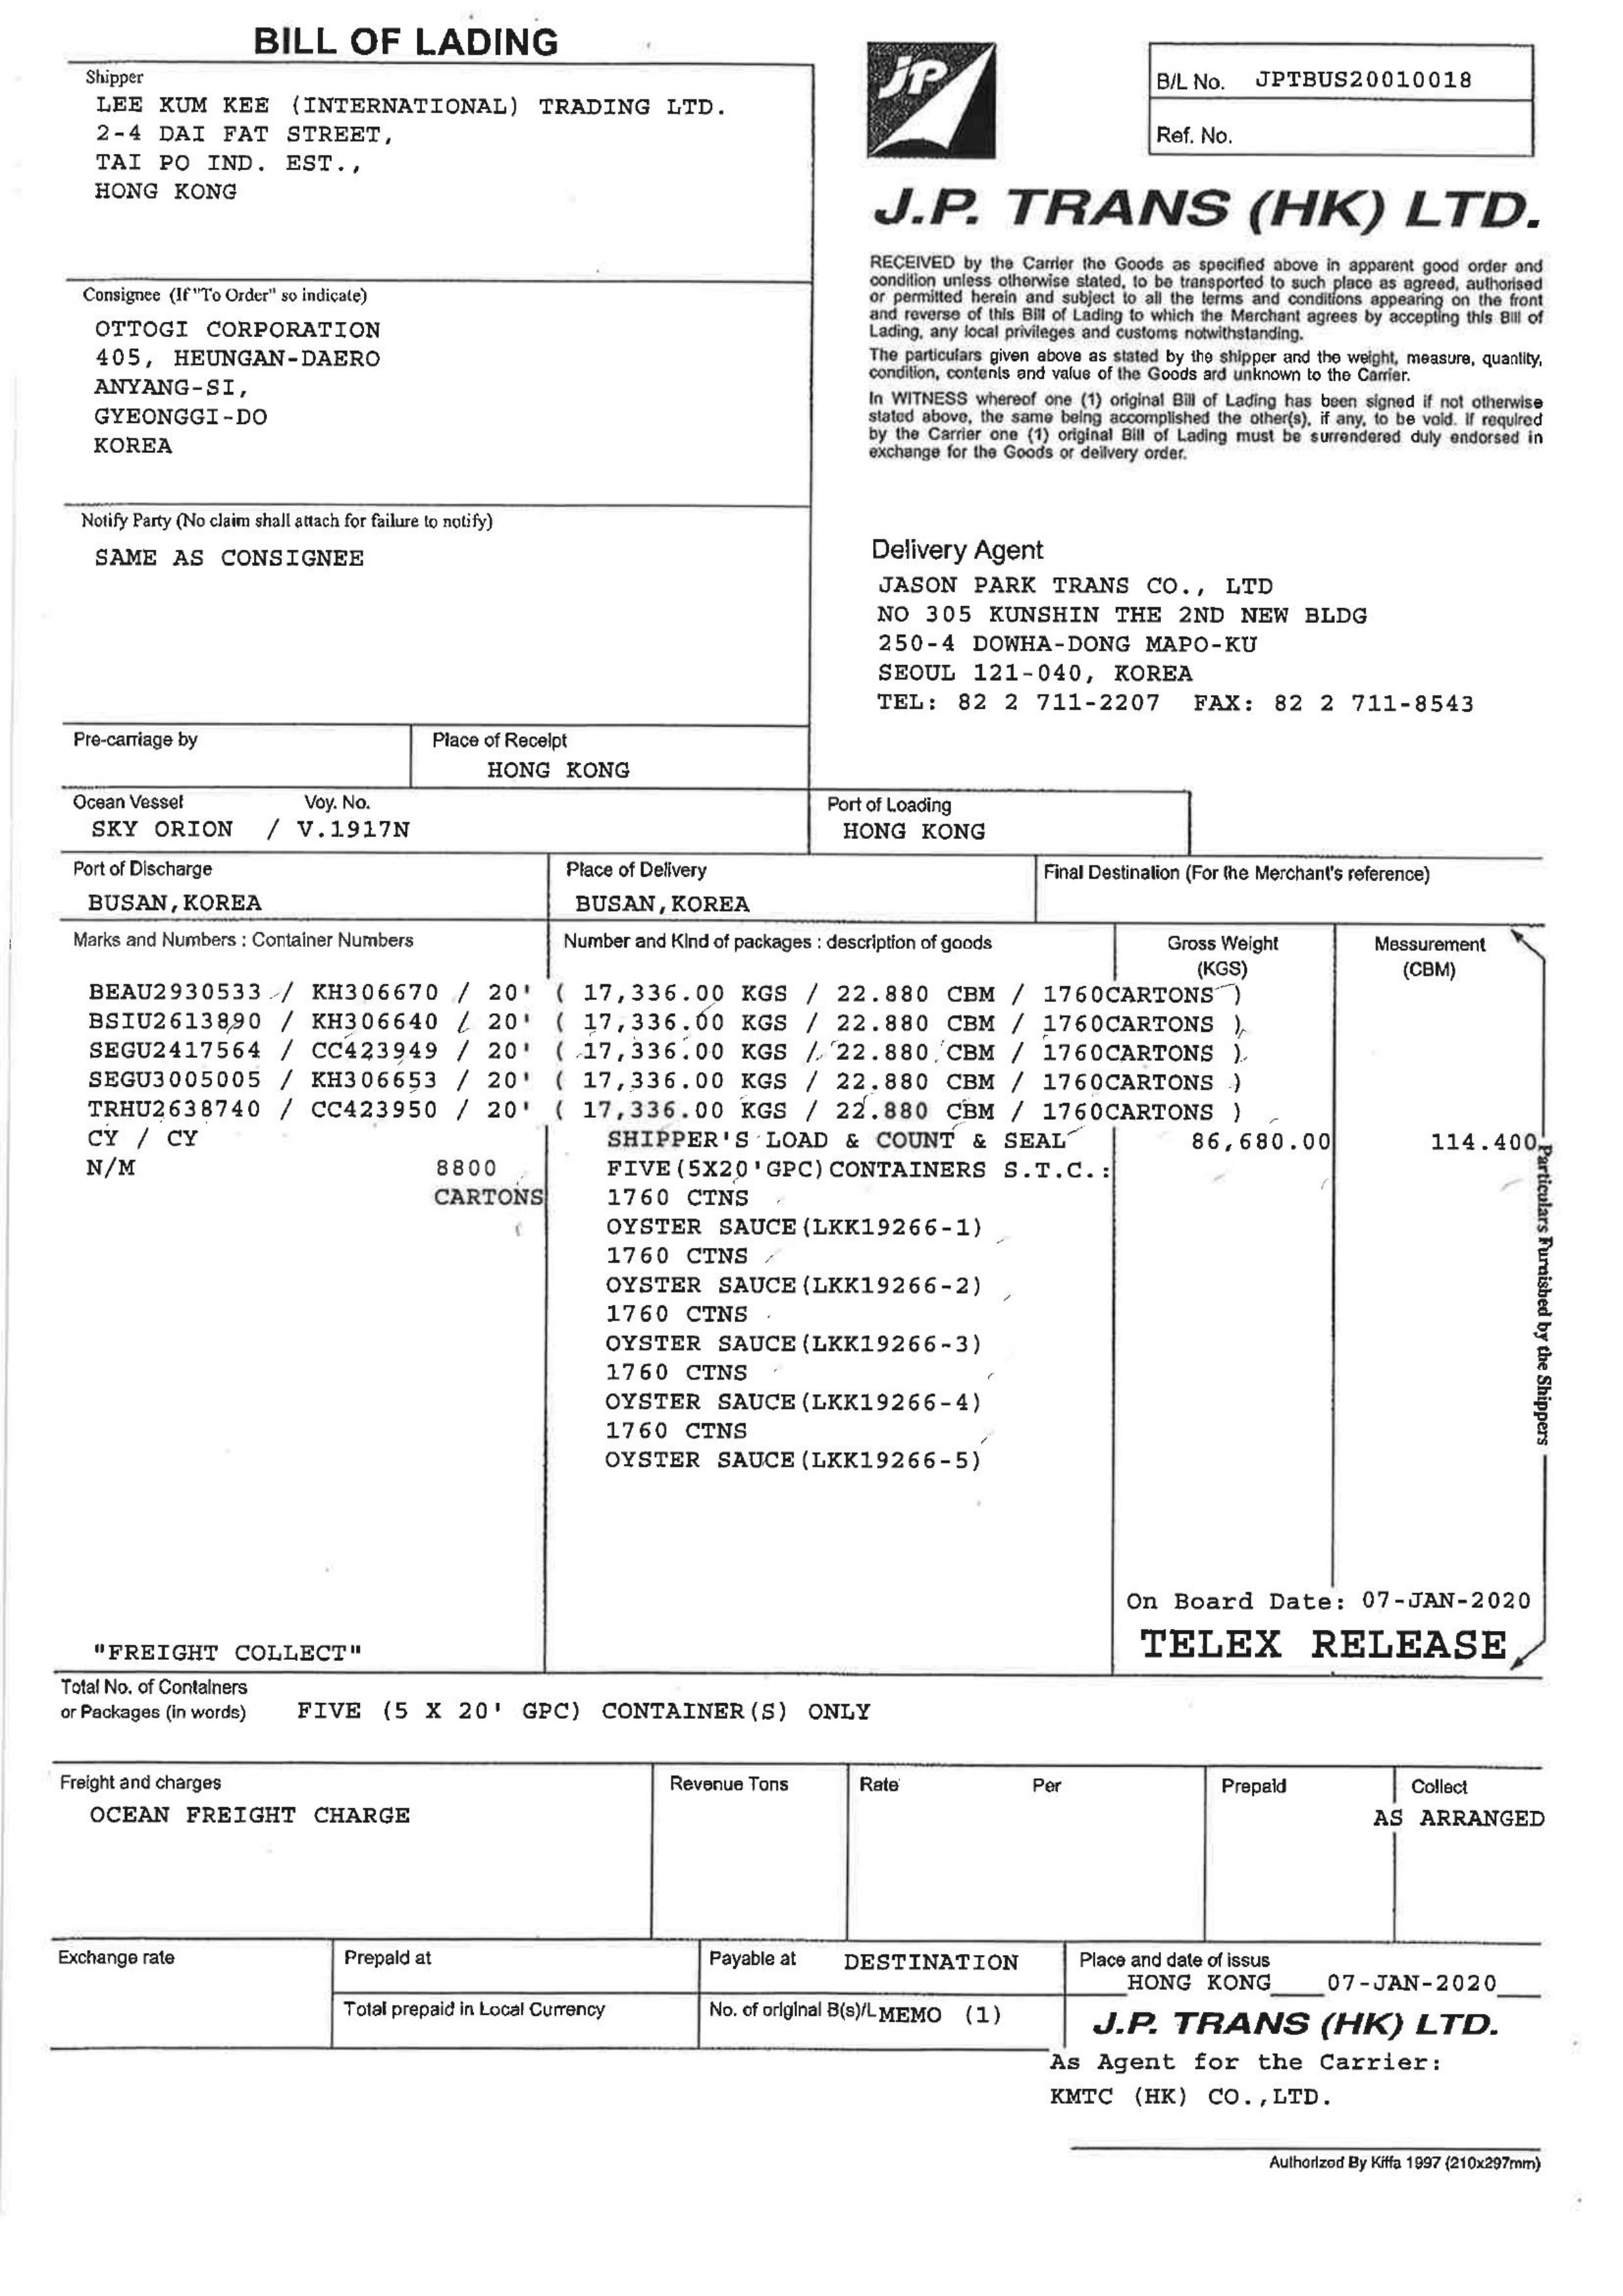 BILL OF LADING
Shipper
LEE KUM KEE (INTERNATIONAL) TRADING LTD.
2-4 DAI FAT STREET,
TAI PO IND. EST.,
HONG KONG
JP
B/L No. JPTBUS20010018
Ref. No.
J.P. TRANS (HK) LTD.
RECEIVED by the Carrier the Goods as specified above in apparent good order and
condition unless otherwise stated, to be transported to such place as agreed, authorised
or permitted herein and subject to all the terms and conditions appearing on the front
and reverse of this Bill of Lading to which the Merchant agrees by accepting this Bill of
Lading, any local privileges and customs notwithstanding.
The particulars given above as stated by the shipper and the weight, measure, quantity,
condition, contents and value of the Goods ard unknown to the Carrier.
In WITNESS whereof one (1) original Bill of Lading has been signed if not otherwise
stated above, the same being accomplished the other(s), if any, to be void. If required
by the Carrier one (1) original Bill of Lading must be surrendered duly endorsed in
exchange for the Goods or delivery order.
Consignee (If "To Order" so indicate)
OTTOGI CORPORATION
405, HEUNGAN-DAERO
ANYANG-SI,
GYEONGGI-DO
KOREA
Notify Party (No claim shall attach for failure to notify)
SAME AS CONSIGNEE
Delivery Agent
JASON PARK TRANS CO., LTD
NO 305 KUNSHIN THE 2ND NEW BLDG
250-4 DOWHA-DONG MAPO-KU
SEOUL 121-040, KOREA
TEL: 82 2 711-2207 FAX: 82 2 711-8543
Pre-carriage by
Place of Receipt
HONG KONG
Ocean Vessel Voy. No.
SKY ORION / V.1917N
Port of Loading
HONG KONG
Port of Discharge
BUSAN,KOREA
Place of Delivery
BUSAN,KOREA
Final Destination (For the Merchant's reference)
Marks and Numbers : Container Numbers
Number and Kind of packages : description of goods
Gross Weight
(KGS)
Messurement
(CBM)
BEAU2930533 / KH306670 / 20' ( 17,336.00 KGS / 22.880 CBM / 1760CARTONS )
BSIU2613890 / KH306640 / 20' ( 17,336.00 KGS / 22.880 CBM / 1760CARTONS )
SEGU2417564 / CC423949 / 20' ( 17,336.00 KGS / 22.880 CBM / 1760CARTONS )
SEGU3005005 / KH306653 / 20' ( 17,336.00 KGS / 22.880 CBM / 1760CARTONS )
TRHU2638740 / CC423950 / 20' ( 17,336.00 KGS / 22.880 CBM / 1760CARTONS )
CY / CY SHIPPER'S LOAD & COUNT & SEAL 86,680.00 114.400
N/M 8800 FIVE(5X20'GPC)CONTAINERS S.T.C.:
CARTONS 1760 CTNS
OYSTER SAUCE(LKK19266-1)
1760 CTNS
OYSTER SAUCE(LKK19266-2)
1760 CTNS
OYSTER SAUCE(LKK19266-3)
1760 CTNS
OYSTER SAUCE(LKK19266-4)
1760 CTNS
OYSTER SAUCE(LKK19266-5)
Particulars Furnished by the Shippers
On Board Date: 07-JAN-2020
"FREIGHT COLLECT"
TELEX RELEASE
Total No. of Containers
or Packages (in words) FIVE (5 X 20' GPC) CONTAINER(S) ONLY
Freight and charges
Revenue Tons
Rate
Per
Prepaid
Collect
OCEAN FREIGHT CHARGE
AS ARRANGED
Exchange rate
Prepaid at
Payable at DESTINATION
Place and date of issus
HONG KONG 07-JAN-2020
Total prepaid in Local Currency
No. of original B(s)/L MEMO (1)
J.P. TRANS (HK) LTD.
As Agent for the Carrier:
KMTC (HK) CO.,LTD.
Authorized By Kiffa 1997 (210x297mm)